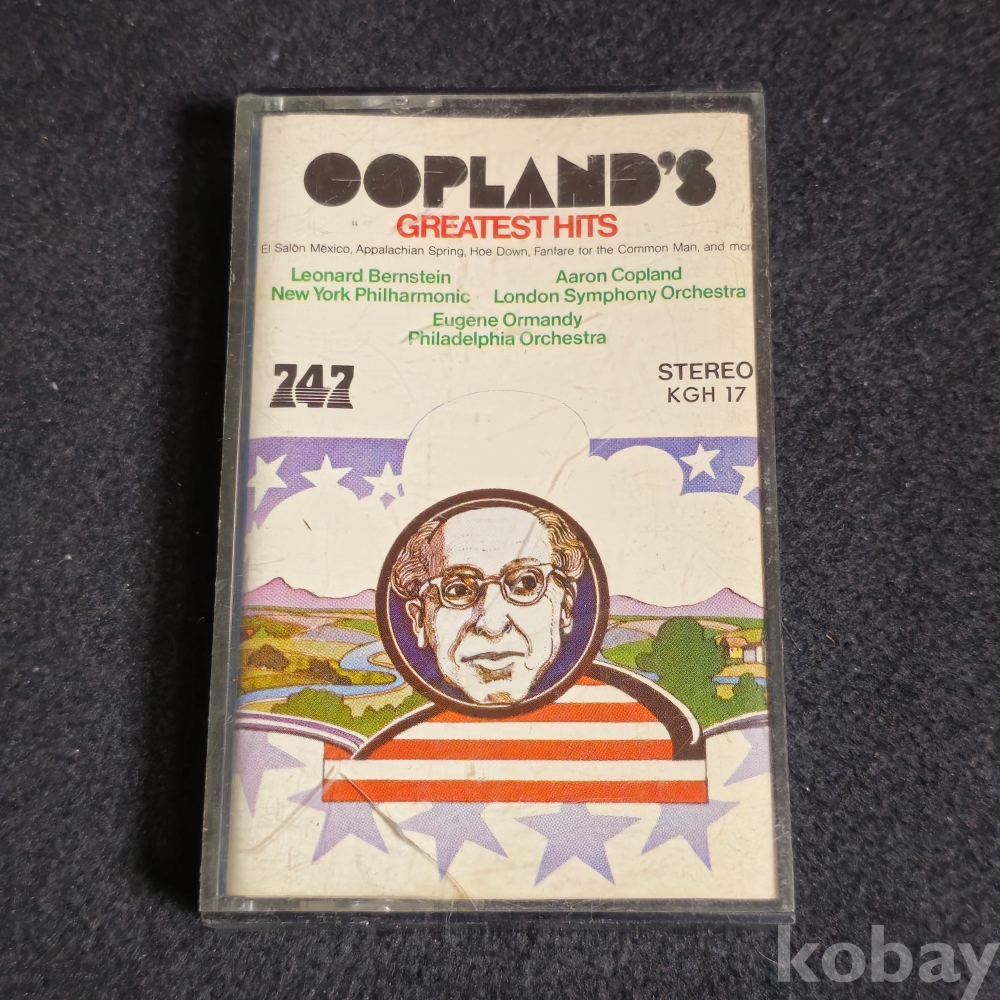 COPLAND'S
GREATEST HITS
El Salón México, Appalachian Spring, Hoe Down, Fanfare for the Common Man, and more
Leonard Bernstein
New York Philharmonic
Aaron Copland
London Symphony Orchestra
Eugene Ormandy
Philadelphia Orchestra
747
STEREO
KGH 17
kobay